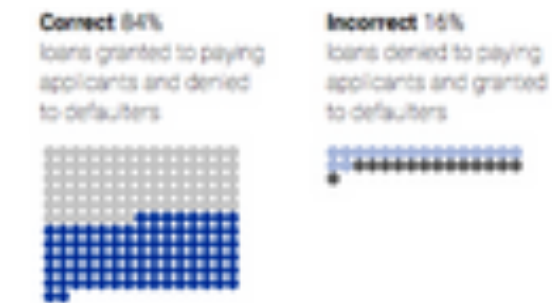 Correct 84%
loans granted to paying
applicants and denied
to defaulters
Incorrect 16%
loans denied to paying
applicants and granted
to defaulters